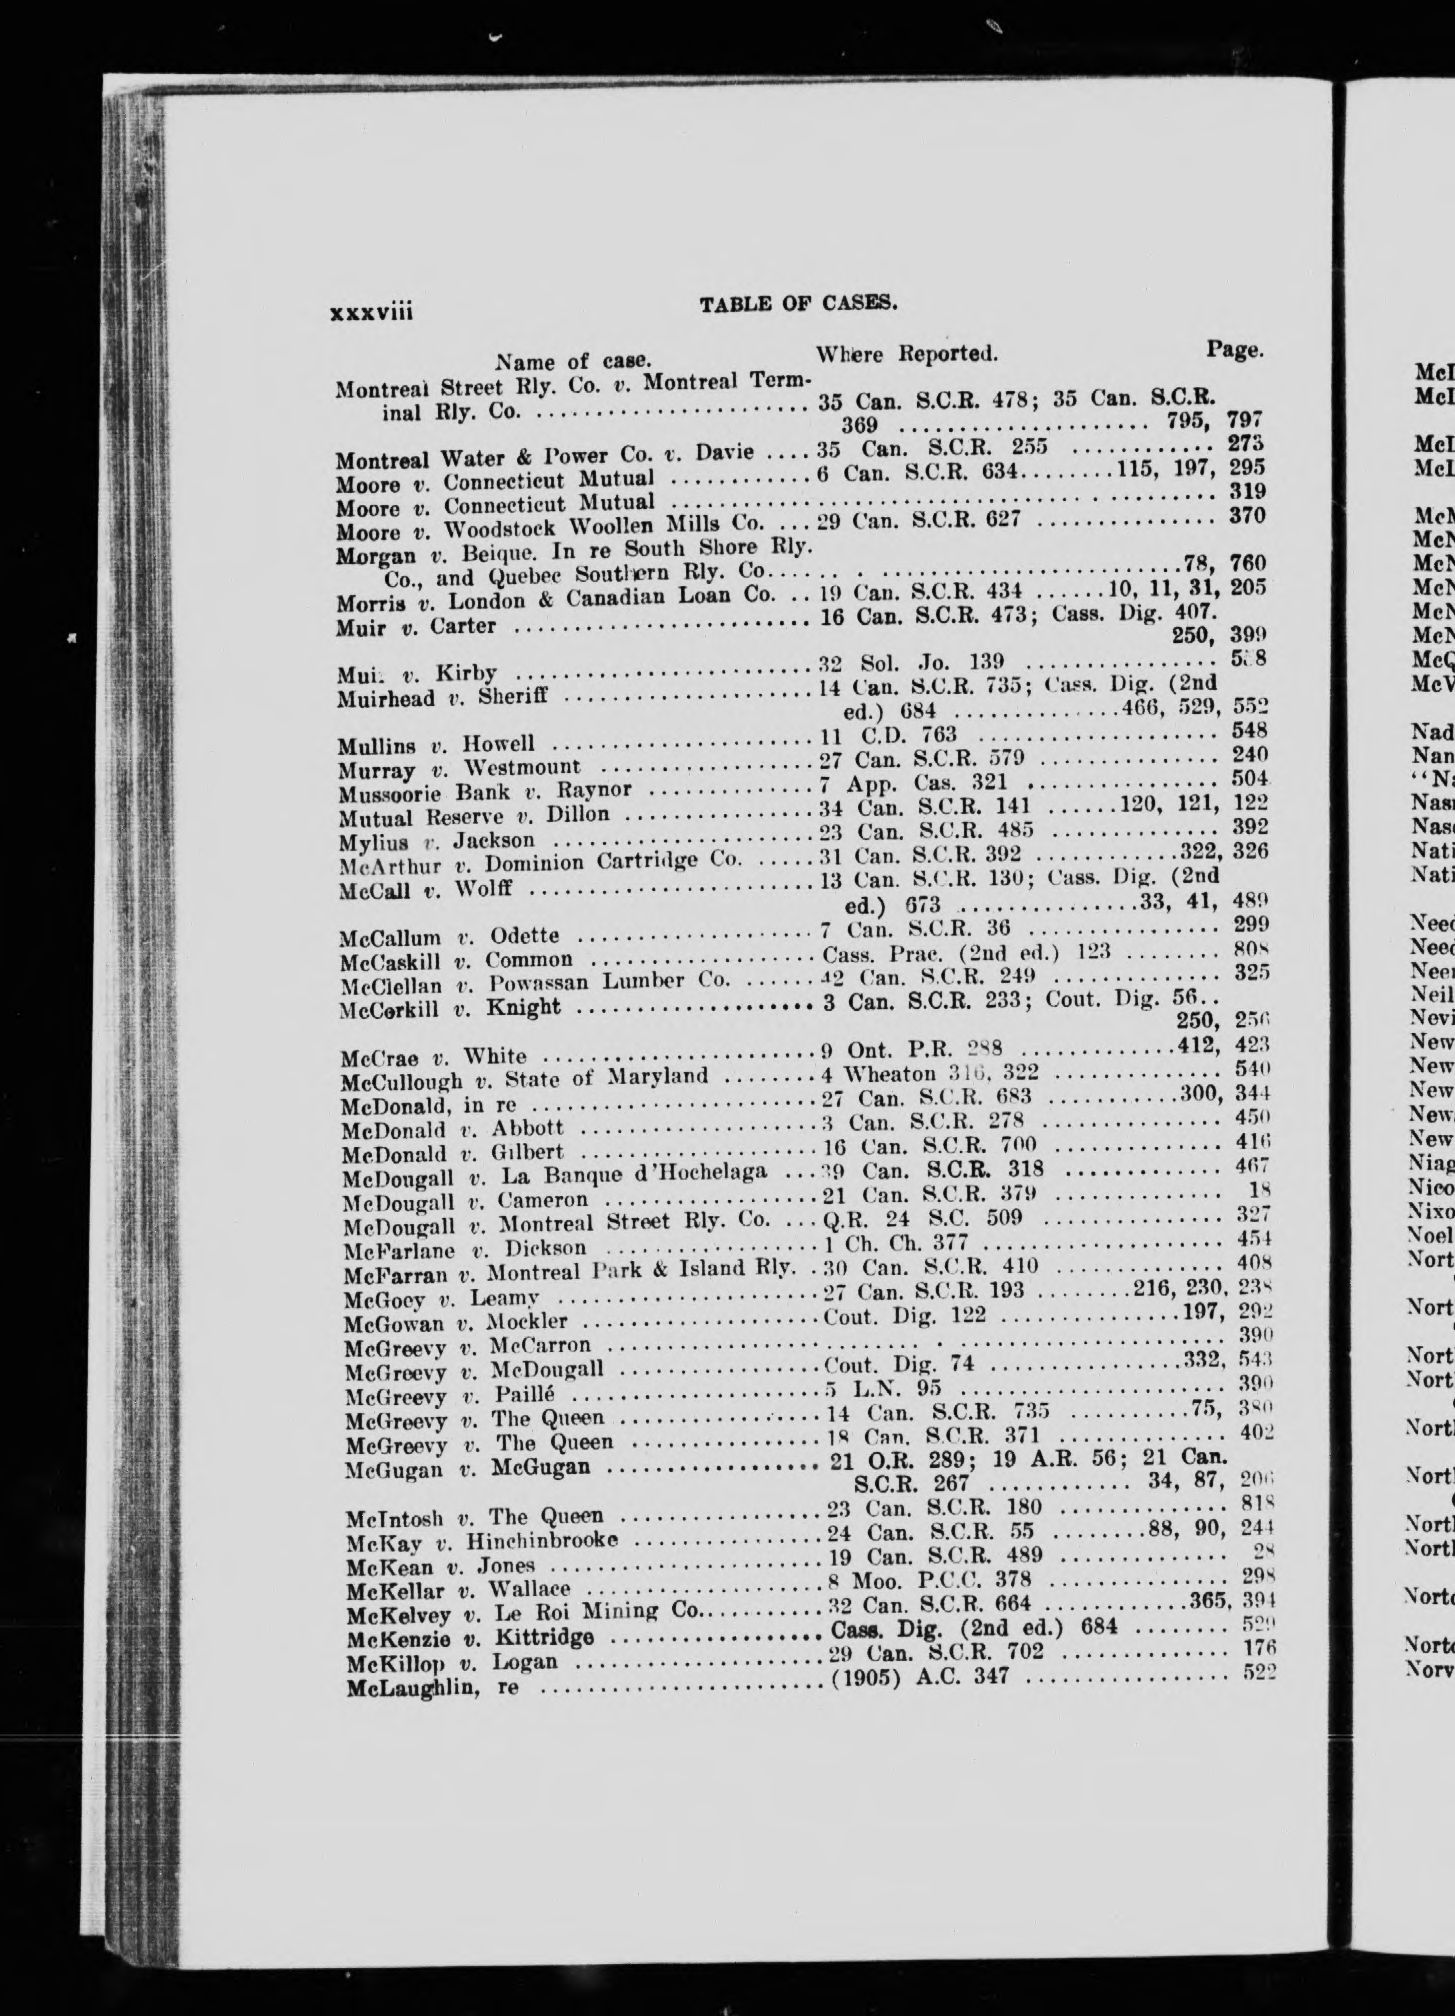 xxxviii TABLE OF CASES.
Name of case. Where Reported. Page.
Montreal Street Rly. Co. v. Montreal Term-
inal Rly. Co. ........................ 35 Can. S.C.R. 478; 35 Can. S.C.R.
369 ..................... 795, 797
Montreal Water & Power Co. v. Davie .... 35 Can. S.C.R. 255 ............ 273
Moore v. Connecticut Mutual ............ 6 Can. S.C.R. 634........115, 197, 295
Moore v. Connecticut Mutual .............................................. 319
Moore v. Woodstock Woollen Mills Co. ... 29 Can. S.C.R. 627 ............... 370
Morgan v. Beique. In re South Shore Rly.
Co., and Quebec Southern Rly. Co..................................78, 760
Morris v. London & Canadian Loan Co. .. 19 Can. S.C.R. 434 ......10, 11, 31, 205
Muir v. Carter ......................... 16 Can. S.C.R. 473; Cass. Dig. 407.
250, 399
v. Kirby ......................... 32 Sol. Jo. 139 ................
Muirhead v. Sheriff ..................... 14 Can. S.C.R. 735; Cass. Dig. (2nd
ed.) 684 ..............466, 529, 552
Mullins v. Howell ...................... 11 C.D. 763 .................... 548
Murray v. Westmount .................. 27 Can. S.C.R. 579 ............... 240
Mussoorie Bank v. Raynor .............. 7 App. Cas. 321 ................ 504
Mutual Reserve v. Dillon ................ 34 Can. S.C.R. 141 ......120, 121, 122
Mylius v. Jackson ...................... 23 Can. S.C.R. 485 .............. 392
McArthur v. Dominion Cartridge Co. ..... 31 Can. S.C.R. 392 ............322, 326
McCall v. Wolff ........................ 13 Can. S.C.R. 130; Cass. Dig. (2nd
ed.) 673 ................33, 41, 489
McCallum v. Odette .................... 7 Can. S.C.R. 36 ................ 299
McCaskill v. Common ................... Cass. Prac. (2nd ed.) 123 ........ 808
McClellan v. Powassan Lumber Co. ...... 42 Can. S.C.R. 249 .............. 325
McCorkill v. Knight .................... 3 Can. S.C.R. 233; Cout. Dig. 56..
250, 256
McCrae v. White ....................... 9 Ont. P.R. 288 .............412, 423
McCullough v. State of Maryland ........ 4 Wheaton 316, 322 .............. 540
McDonald, in re ........................ 27 Can. S.C.R. 683 ...........300, 344
McDonald v. Abbott .................... 3 Can. S.C.R. 278 ............... 450
McDonald v. Gilbert .................... 16 Can. S.C.R. 700 .............. 416
McDougall v. La Banque d'Hochelaga ... 39 Can. S.C.R. 318 ............. 467
McDougall v. Cameron .................. 21 Can. S.C.R. 379 .............. 18
McDougall v. Montreal Street Rly. Co. ... Q.R. 24 S.C. 509 ............... 327
McFarlane v. Dickson .................. 1 Ch. Ch. 377 .................... 454
McFarran v. Montreal Park & Island Rly. . 30 Can. S.C.R. 410 .............. 408
McGoey v. Leamy ...................... 27 Can. S.C.R. 193 ........216, 230, 238
McGowan v. Mockler .................... Cout. Dig. 122 ...............197, 292
McGreevy v. McCarron .................................................... 390
McGreevy v. McDougall ................. Cout. Dig. 74 ................332, 543
McGreevy v. Paillé ..................... 5 L.N. 95 ...................... 390
McGreevy v. The Queen ................. 14 Can. S.C.R. 735 ..........75, 380
McGreevy v. The Queen ................ 18 Can. S.C.R. 371 .............. 402
McGugan v. McGugan .................. 21 O.R. 289; 19 A.R. 56; 21 Can.
S.C.R. 267 ............ 34, 87, 206
McIntosh v. The Queen ................. 23 Can. S.C.R. 180 .............. 818
McKay v. Hinchinbrooke ................ 24 Can. S.C.R. 55 ........88, 90, 244
McKean v. Jones ....................... 19 Can. S.C.R. 489 .............. 28
McKellar v. Wallace .................... 8 Moo. P.C.C. 378 ............... 298
McKelvey v. Le Roi Mining Co........... 32 Can. S.C.R. 664 ............365, 394
McKenzie v. Kittridge .................. Cass. Dig. (2nd ed.) 684 ........ 529
McKillop v. Logan ..................... 29 Can. S.C.R. 702 .............. 176
McLaughlin, re ........................ (1905) A.C. 347 ................. 522